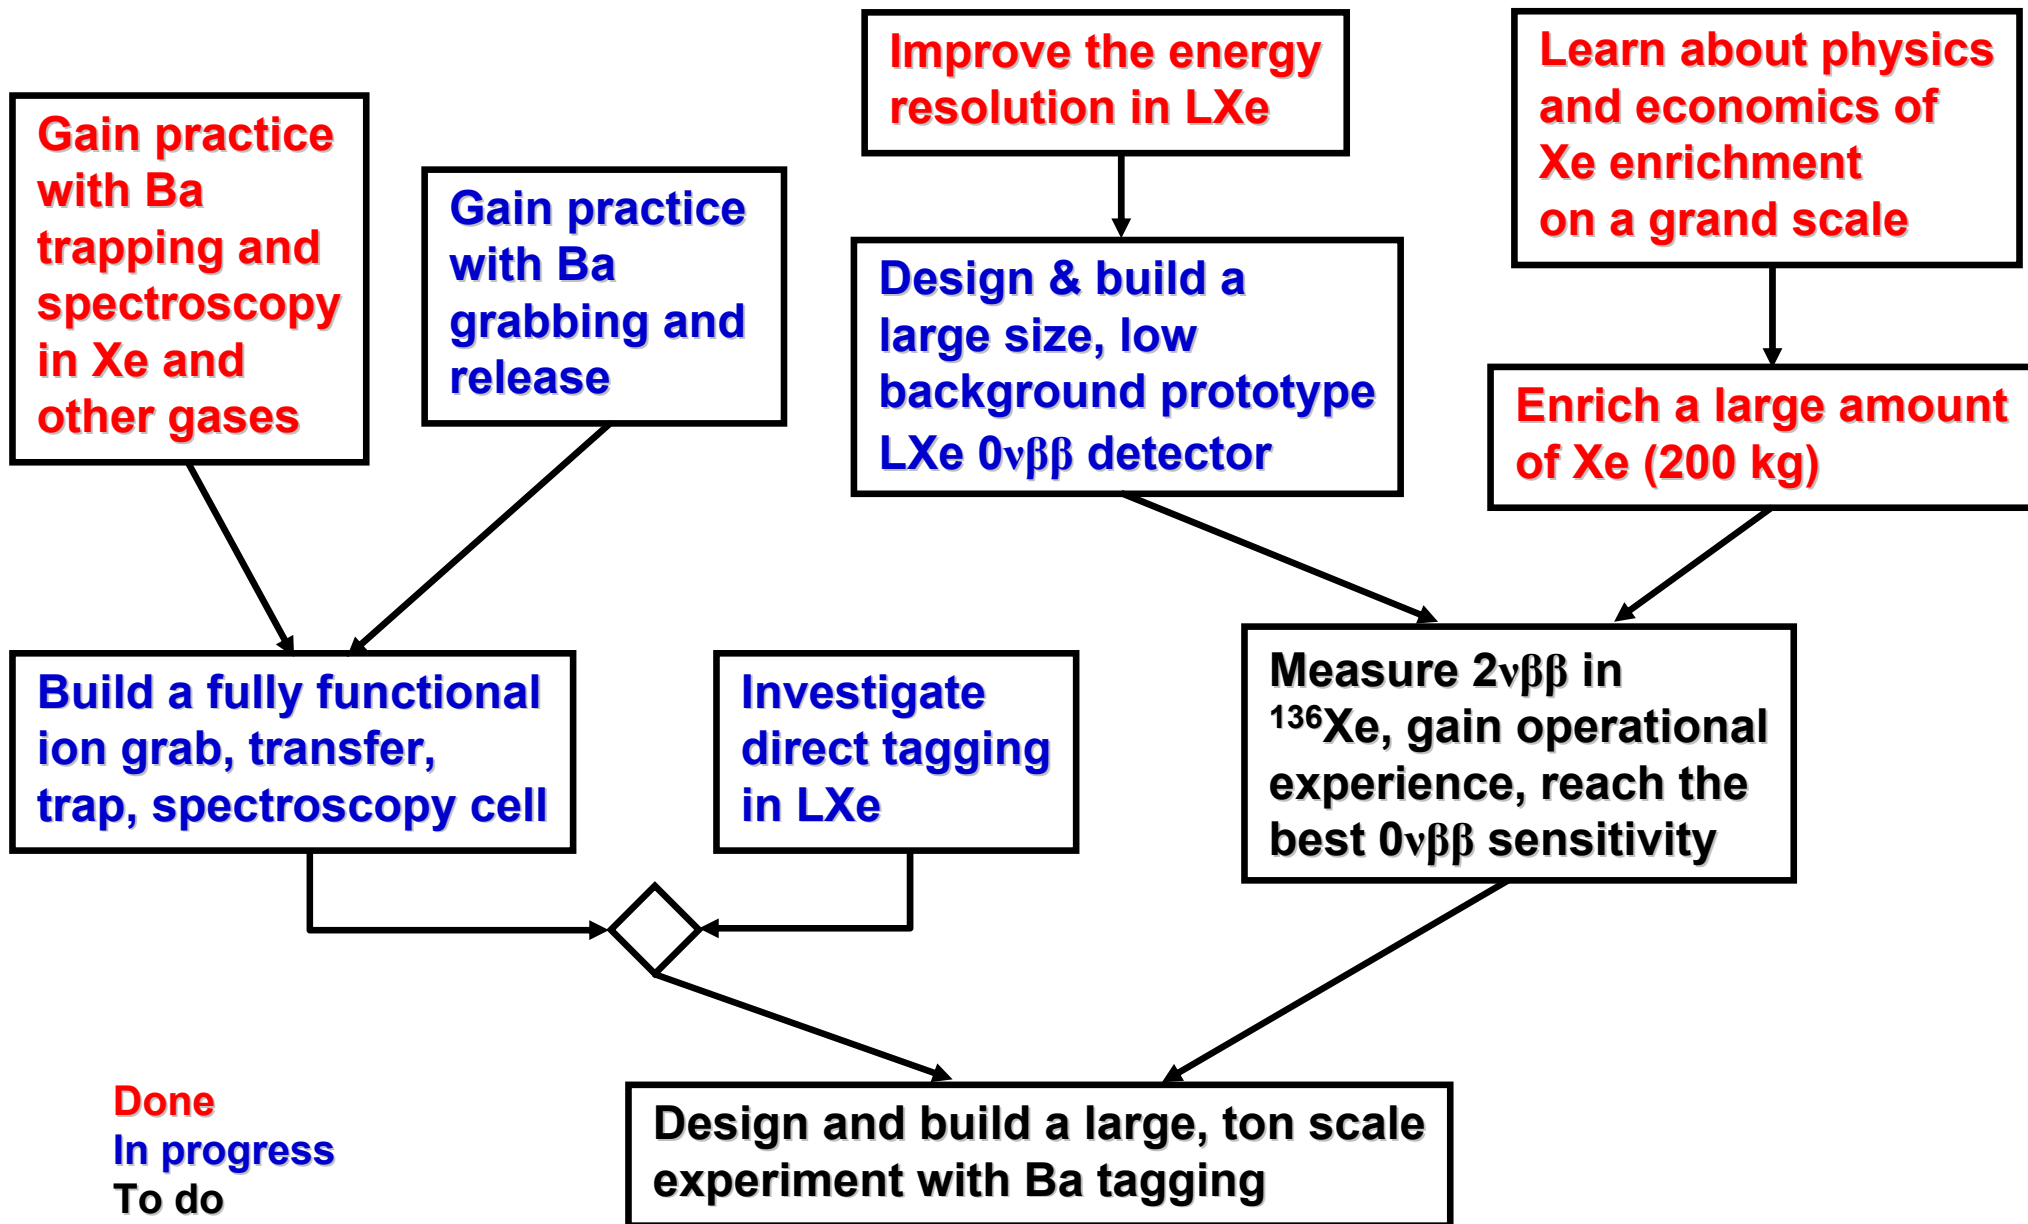 Improve the energy
resolution in LXe
Learn about physics
and economics of
Xe enrichment
on a grand scale
Gain practice
with Ba
trapping and
spectroscopy
in Xe and
other gases
Gain practice
with Ba
grabbing and
release
Design & build a
large size, low
background prototype
LXe 0νββ detector
Enrich a large amount
of Xe (200 kg)
Build a fully functional
ion grab, transfer,
trap, spectroscopy cell
Investigate
direct tagging
in LXe
Measure 2νββ in
¹³⁶Xe, gain operational
experience, reach the
best 0νββ sensitivity
Design and build a large, ton scale
experiment with Ba tagging
Done
In progress
To do